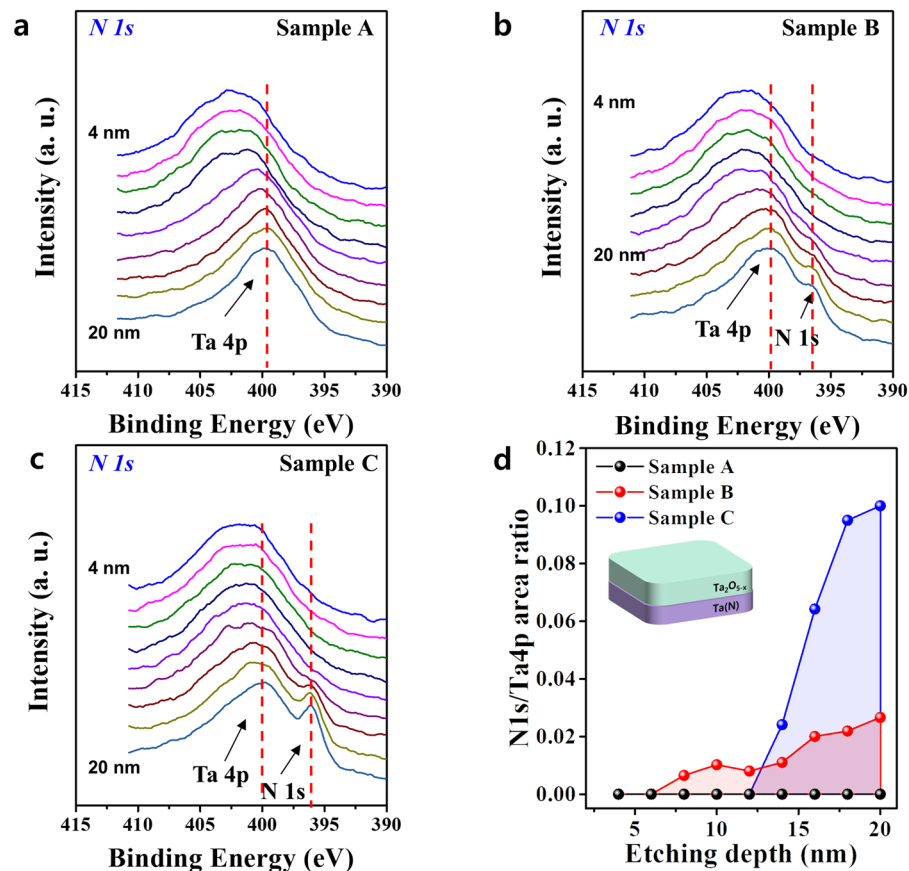 a
N 1s
Sample A
4 nm
20 nm
Ta 4p
Intensity (a. u.)
415 410 405 400 395 390
Binding Energy (eV)
b
N 1s
Sample B
4 nm
20 nm
Ta 4p
N 1s
Intensity (a. u.)
415 410 405 400 395 390
Binding Energy (eV)
c
N 1s
Sample C
4 nm
20 nm
Ta 4p
N 1s
Intensity (a. u.)
415 410 405 400 395 390
Binding Energy (eV)
d
0.12
0.10
0.08
0.06
0.04
0.02
0.00
N1s/Ta4p area ratio
Sample A
Sample B
Sample C
Ta₂O₅₋ₓ
Ta(N)
5 10 15 20
Etching depth (nm)